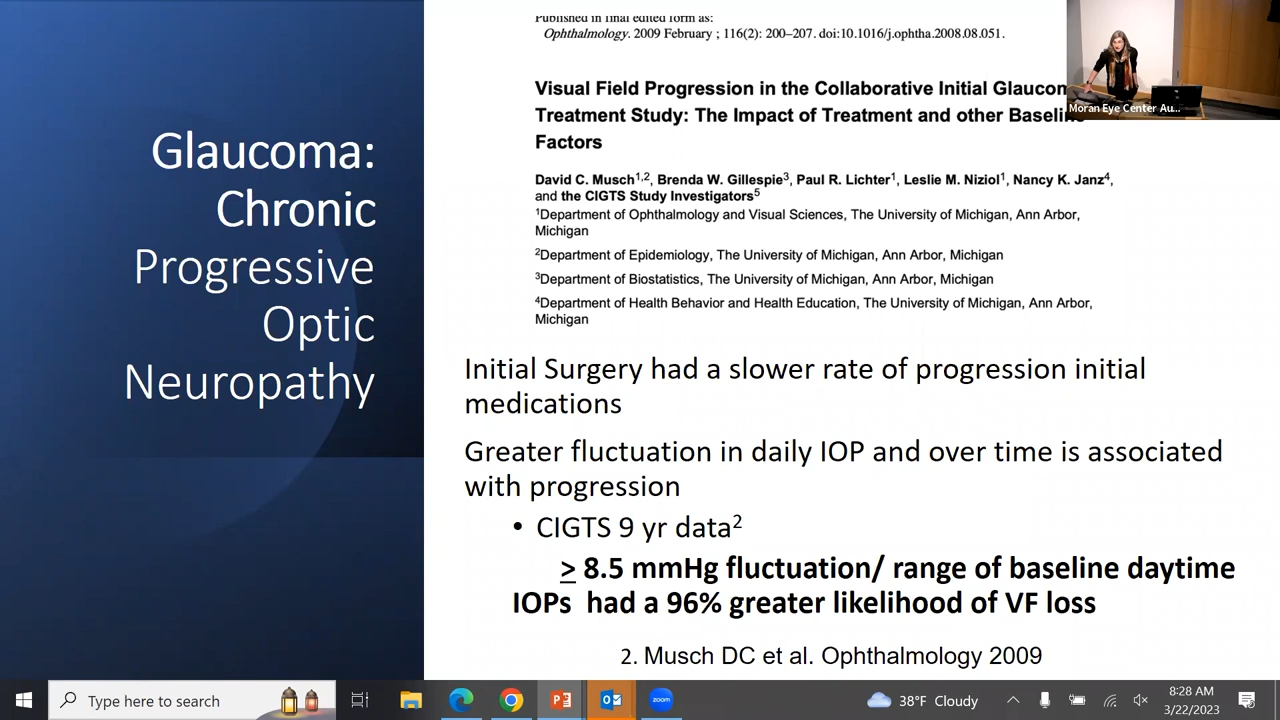 Glaucoma:
Chronic
Progressive
Optic
Neuropathy
Published in final edited form as:
Ophthalmology. 2009 February ; 116(2): 200–207. doi:10.1016/j.ophtha.2008.08.051.
Visual Field Progression in the Collaborative Initial Glaucom
Treatment Study: The Impact of Treatment and other Baseline
Factors
David C. Musch1,2, Brenda W. Gillespie3, Paul R. Lichter1, Leslie M. Niziol1, Nancy K. Janz4,
and the CIGTS Study Investigators5
1Department of Ophthalmology and Visual Sciences, The University of Michigan, Ann Arbor,
Michigan
2Department of Epidemiology, The University of Michigan, Ann Arbor, Michigan
3Department of Biostatistics, The University of Michigan, Ann Arbor, Michigan
4Department of Health Behavior and Health Education, The University of Michigan, Ann Arbor,
Michigan
Initial Surgery had a slower rate of progression initial
medications
Greater fluctuation in daily IOP and over time is associated
with progression
• CIGTS 9 yr data2
≥ 8.5 mmHg fluctuation/ range of baseline daytime
IOPs had a 96% greater likelihood of VF loss
2. Musch DC et al. Ophthalmology 2009
Moran Eye Center Au...
Type here to search
zoom
38°F Cloudy
8:28 AM
3/22/2023